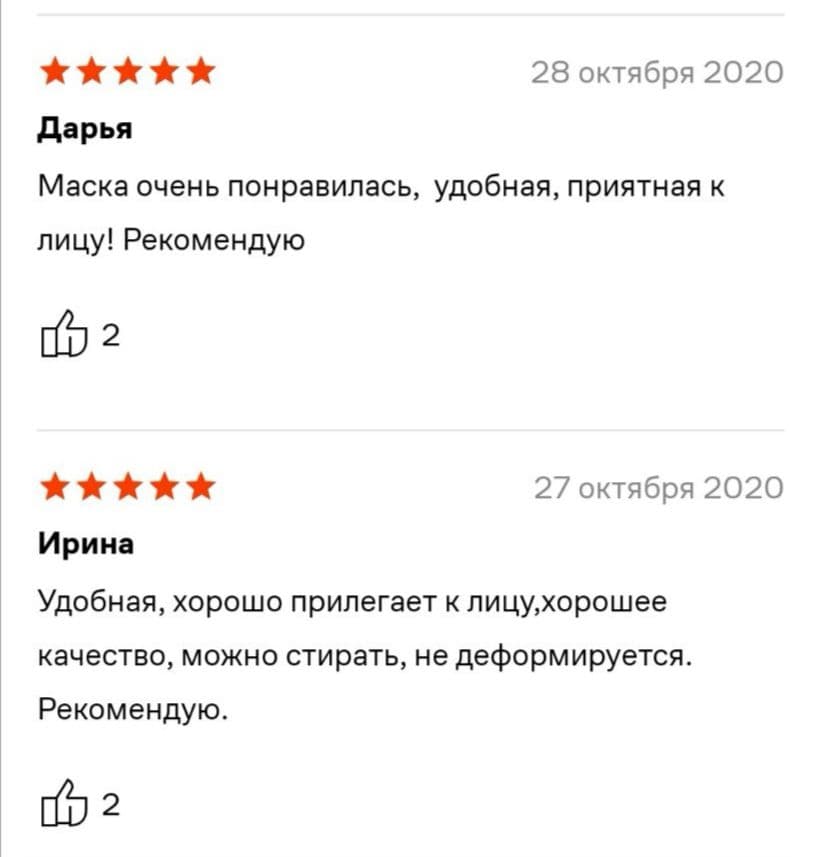 28 октября 2020
Дарья
Маска очень понравилась,  удобная, приятная к
лицу! Рекомендую
2
27 октября 2020
Ирина
Удобная, хорошо прилегает к лицу,хорошее
качество, можно стирать, не деформируется.
Рекомендую.
2